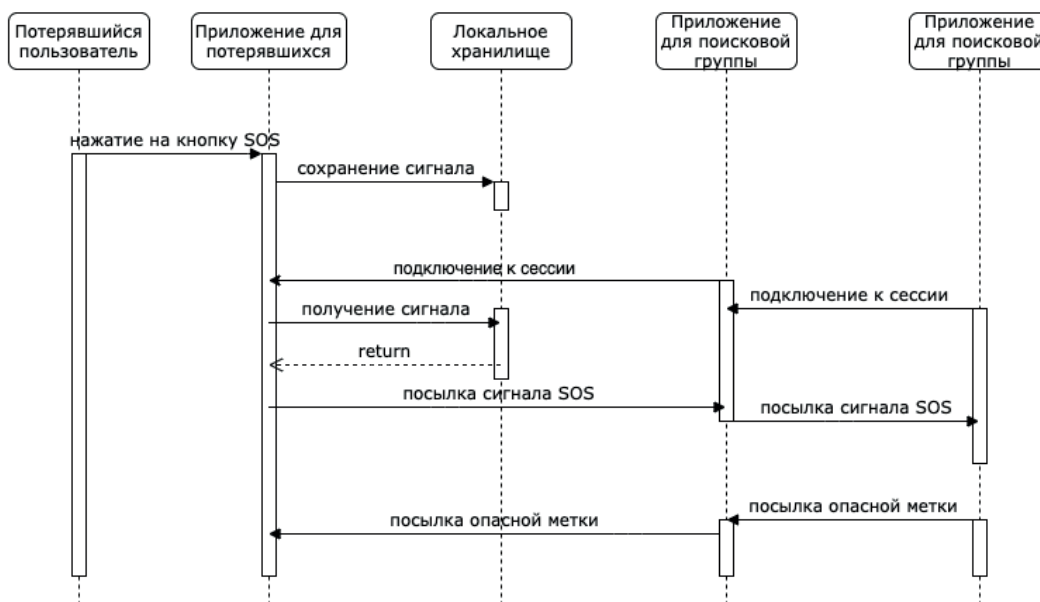 Потерявшийся
пользователь
Приложение для
потерявшихся
Локальное
хранилище
Приложение
для поисковой
группы
Приложение
для поисковой
группы
нажатие на кнопку SOS
сохранение сигнала
подключение к сессии
подключение к сессии
получение сигнала
return
посылка сигнала SOS
посылка сигнала SOS
посылка опасной метки
посылка опасной метки